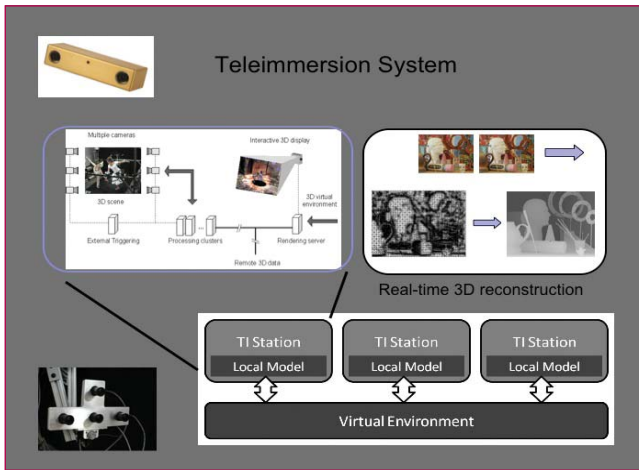 Teleimmersion System
Multiple cameras
3D scene
External Triggering
Processing clusters
Interactive 3D display
3D virtual
environment
Rendering server
Remote 3D data
Real-time 3D reconstruction
TI Station
Local Model
TI Station
Local Model
TI Station
Local Model
Virtual Environment